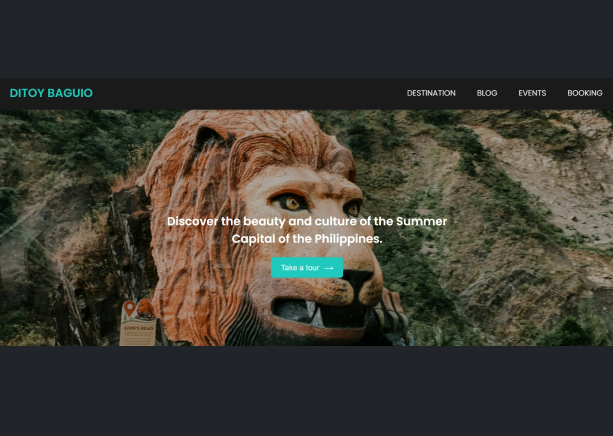 DITOY BAGUIO
DESTINATION BLOG EVENTS BOOKING
Discover the beauty and culture of the Summer
Capital of the Philippines.
Take a tour →
LION'S HEAD